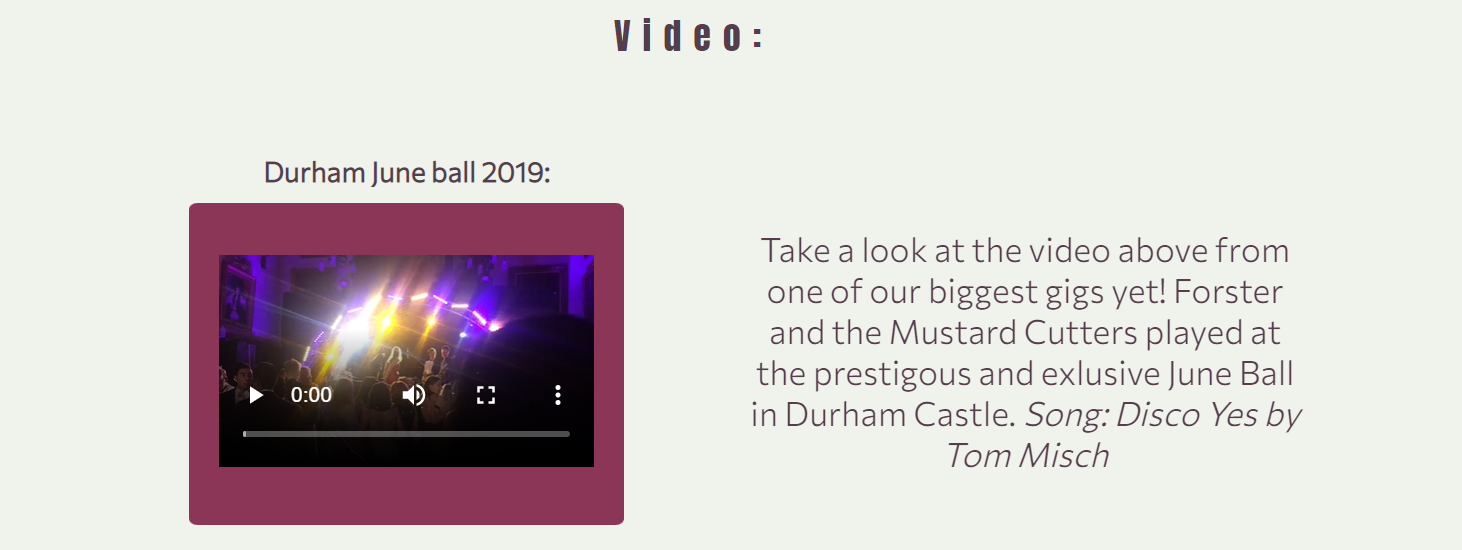 Video:
Durham June ball 2019:
0:00
Take a look at the video above from
one of our biggest gigs yet! Forster
and the Mustard Cutters played at
the prestigous and exlusive June Ball
in Durham Castle. Song: Disco Yes by
Tom Misch